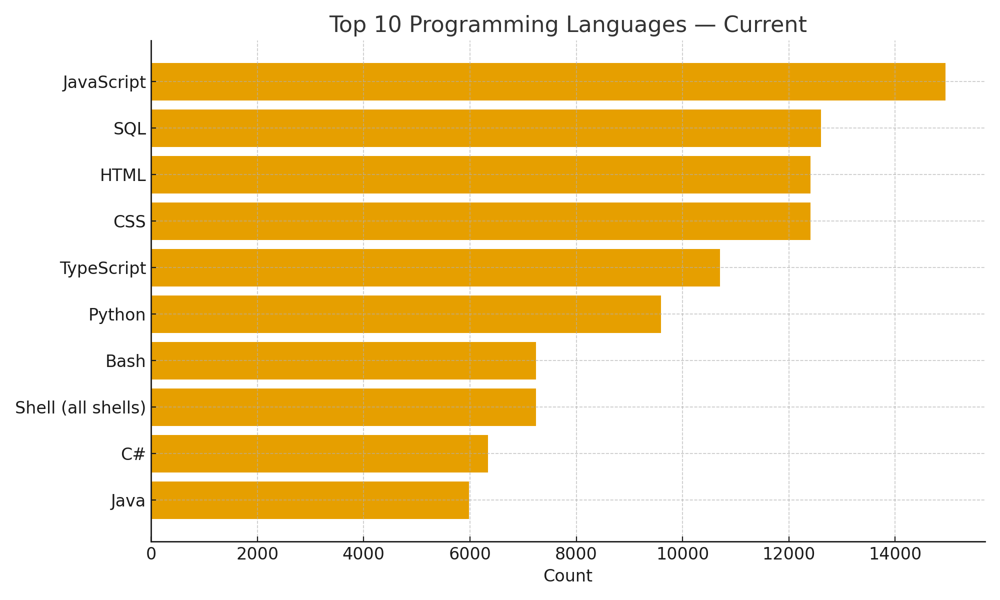 Top 10 Programming Languages — Current
JavaScript
SQL
HTML
CSS
TypeScript
Python
Bash
Shell (all shells)
C#
Java
0 2000 4000 6000 8000 10000 12000 14000
Count